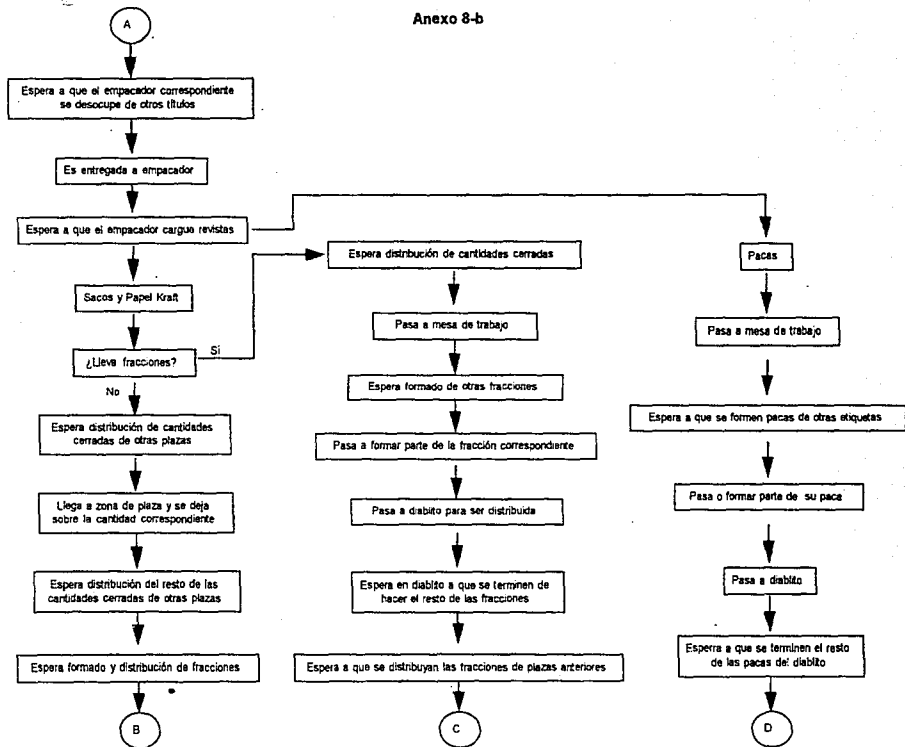 Anexo 8-b
A
Espera a que el empacador correspondiente
se desocupe de otros títulos
Es entregada a empacador
Espera a que el empacador cargue revistas
Sacos y Papel Kraft
¿Lleva fracciones?
Si
No
Espera distribución de cantidades
cerradas de otras plazas
Llega a zona de plaza y se deja
sobre la cantidad correspondiente
Espera distribución del resto de las
cantidades cerradas de otras plazas
Espera formado y distribución de fracciones
B
Espera distribución de cantidades cerradas
Pasa a mesa de trabajo
Espera formado de otras fracciones
Pasa a formar parte de la fracción correspondiente
Pasa a diablito para ser distribuida
Espera en diablito a que se terminen de
hacer el resto de las fracciones
Espera a que se distribuyan las fracciones de plazas anteriores
C
Pacas
Pasa a mesa de trabajo
Espera a que se formen pacas de otras etiquetas
Pasa o formar parte de su paca
Pasa a diablito
Esperra a que se terminen el resto
de las pacas del diablito
D